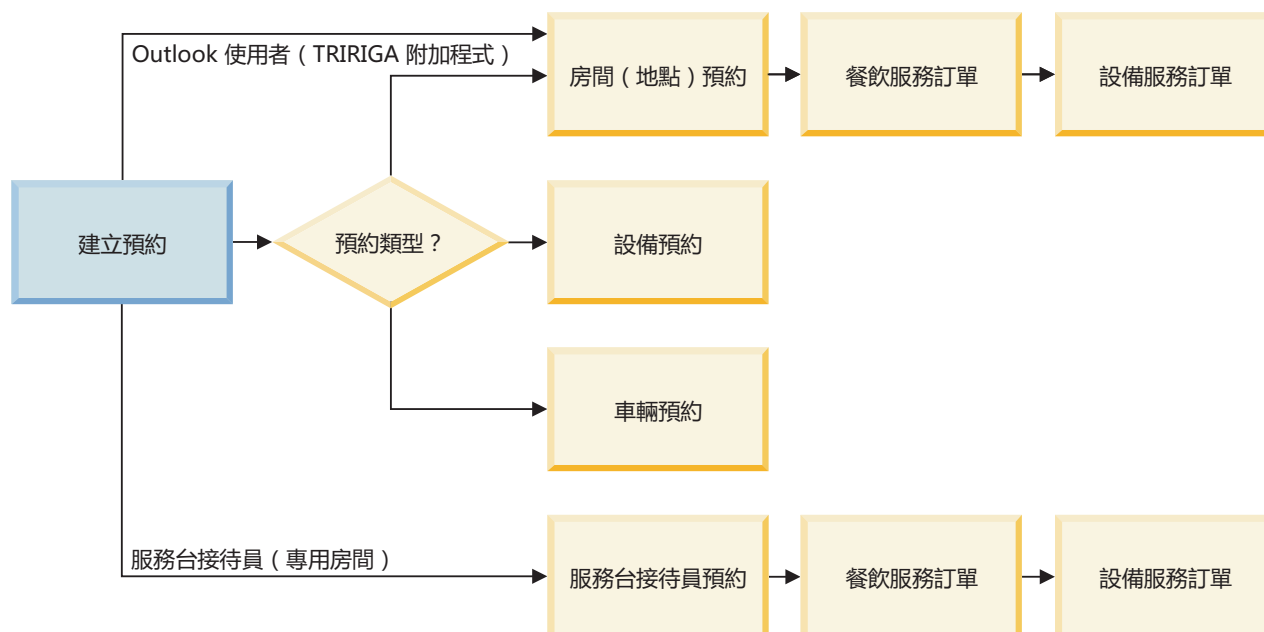 Outlook 使用者（TRIRIGA 附加程式）
房間（地點）預約
餐飲服務訂單
設備服務訂單
建立預約
預約類型？
設備預約
車輛預約
服務台接待員（專用房間）
服務台接待員預約
餐飲服務訂單
設備服務訂單